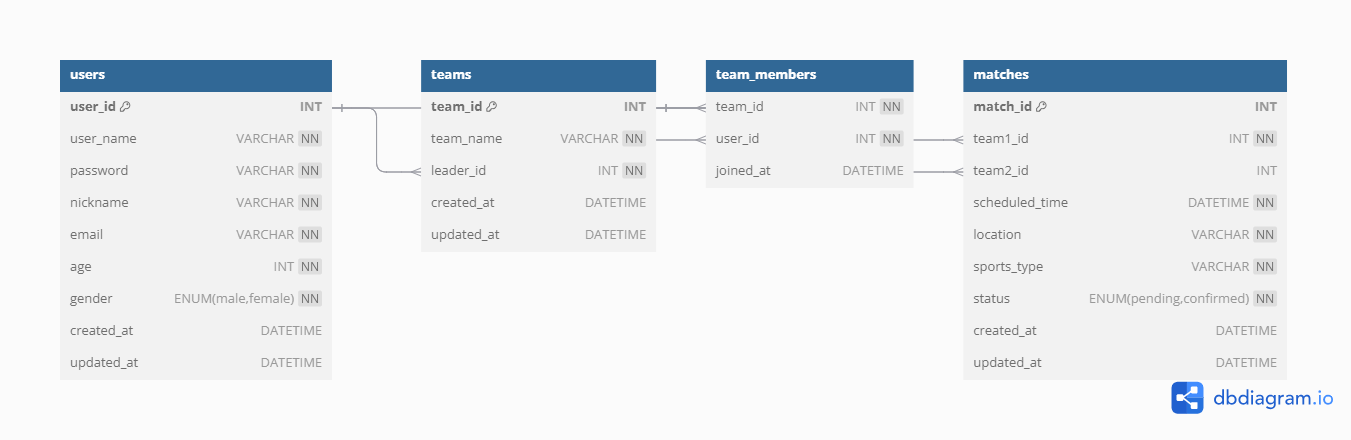 users
user_id INT
user_name VARCHAR NN
password VARCHAR NN
nickname VARCHAR NN
email VARCHAR NN
age INT NN
gender ENUM(male,female) NN
created_at DATETIME
updated_at DATETIME
teams
team_id INT
team_name VARCHAR NN
leader_id INT NN
created_at DATETIME
updated_at DATETIME
team_members
team_id INT NN
user_id INT NN
joined_at DATETIME
matches
match_id INT
team1_id INT NN
team2_id INT
scheduled_time DATETIME NN
location VARCHAR NN
sports_type VARCHAR NN
status ENUM(pending,confirmed) NN
created_at DATETIME
updated_at DATETIME
dbdiagram.io